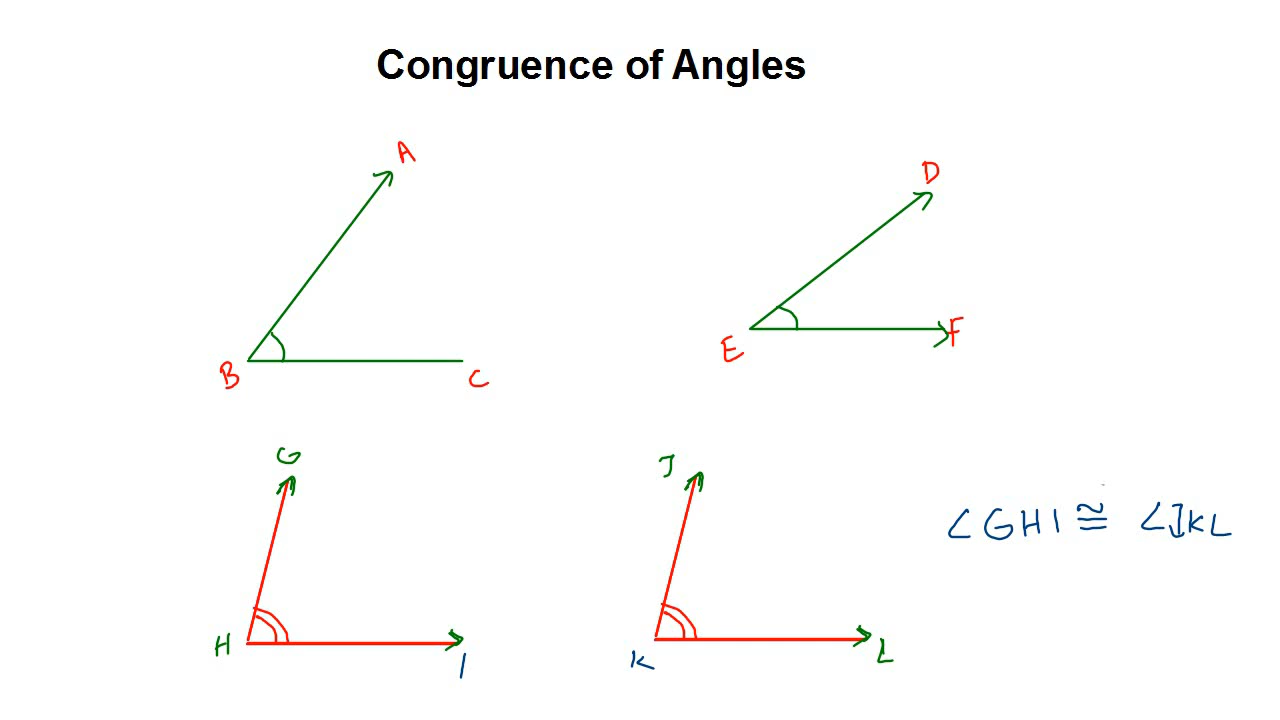 Congruence of Angles
A
D
B
C
E
F
G
J
∠GHI ≅ ∠JKL
H
I
K
L